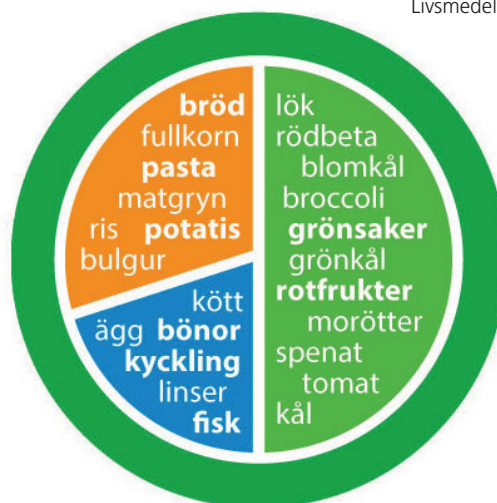 Livsmedel
bröd
fullkorn
pasta
matgryn
ris potatis
bulgur
kött
ägg bönor
kyckling
linser
fisk
lök
rödbeta
blomkål
broccoli
grönsaker
grönkål
rotfrukter
morötter
spenat
tomat
kål